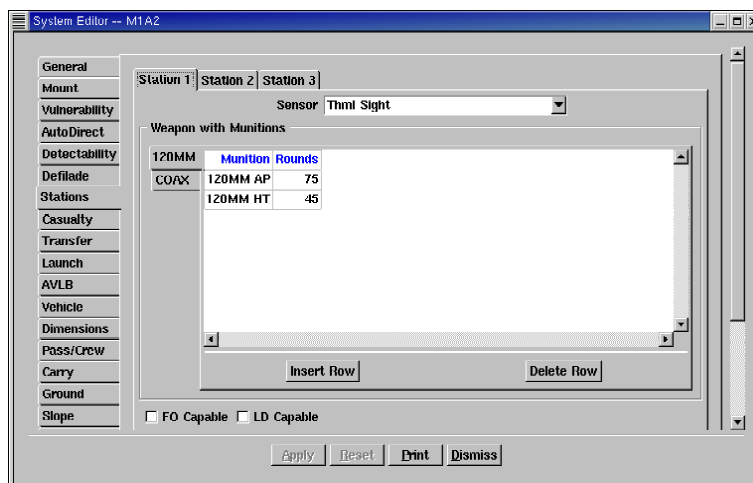 System Editor -- M1A2
General
Mount
Vulnerability
AutoDirect
Detectability
Defilade
Stations
Casualty
Transfer
Launch
AVLB
Vehicle
Dimensions
Pass/Crew
Carry
Ground
Slope
Station 1 Station 2 Station 3
Sensor Thml Sight
Weapon with Munitions
120MM
COAX
Munition Rounds
120MM AP 75
120MM HT 45
Insert Row Delete Row
FO Capable LD Capable
Apply Reset Print Dismiss